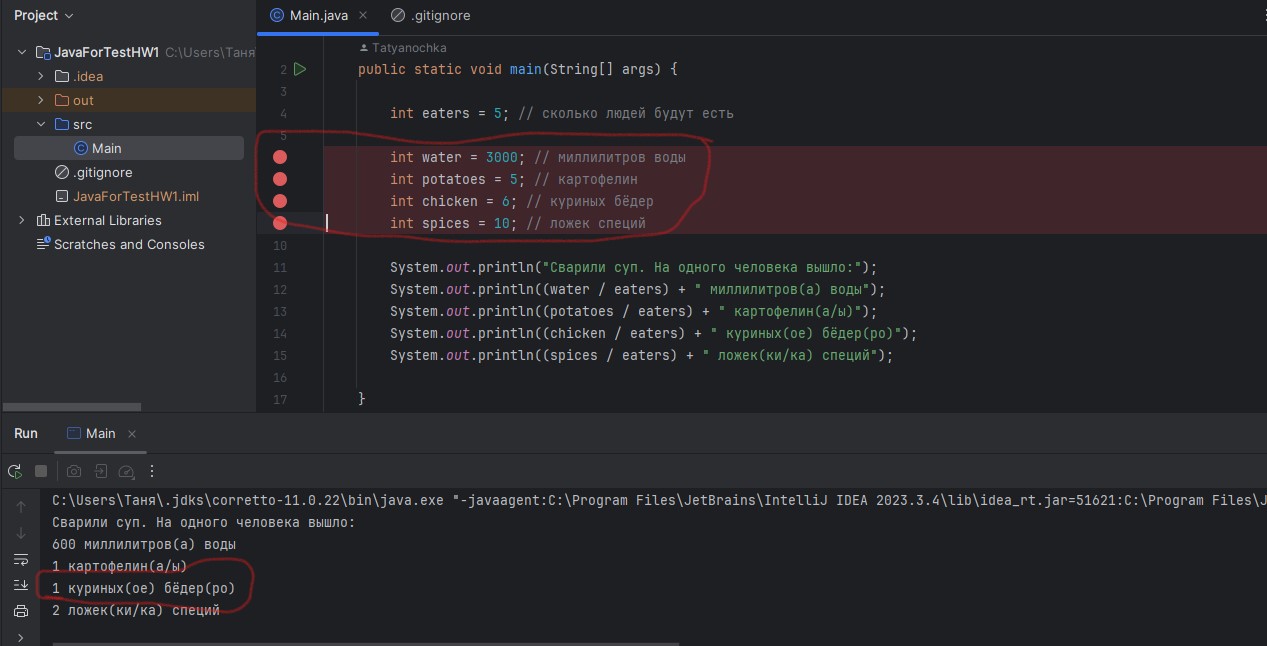 Project
Main.java
.gitignore
JavaForTestHW1 C:\Users\Таня
.idea
out
src
Main
.gitignore
JavaForTestHW1.iml
External Libraries
Scratches and Consoles
Tatyanochka
2 public static void main(String[] args) {
3
4 int eaters = 5; // сколько людей будут есть
5
int water = 3000; // миллилитров воды
int potatoes = 5; // картофелин
int chicken = 6; // куриных бёдер
int spices = 10; // ложек специй
10
11 System.out.println("Сварили суп. На одного человека вышло:");
12 System.out.println((water / eaters) + " миллилитров(а) воды");
13 System.out.println((potatoes / eaters) + " картофелин(а/ы)");
14 System.out.println((chicken / eaters) + " куриных(ое) бёдер(ро)");
15 System.out.println((spices / eaters) + " ложек(ки/ка) специй");
16
17 }
Run Main
C:\Users\Таня\.jdks\corretto-11.0.22\bin\java.exe "-javaagent:C:\Program Files\JetBrains\IntelliJ IDEA 2023.3.4\lib\idea_rt.jar=51621:C:\Program Files\J
Сварили суп. На одного человека вышло:
600 миллилитров(а) воды
1 картофелин(а/ы)
1 куриных(ое) бёдер(ро)
2 ложек(ки/ка) специй